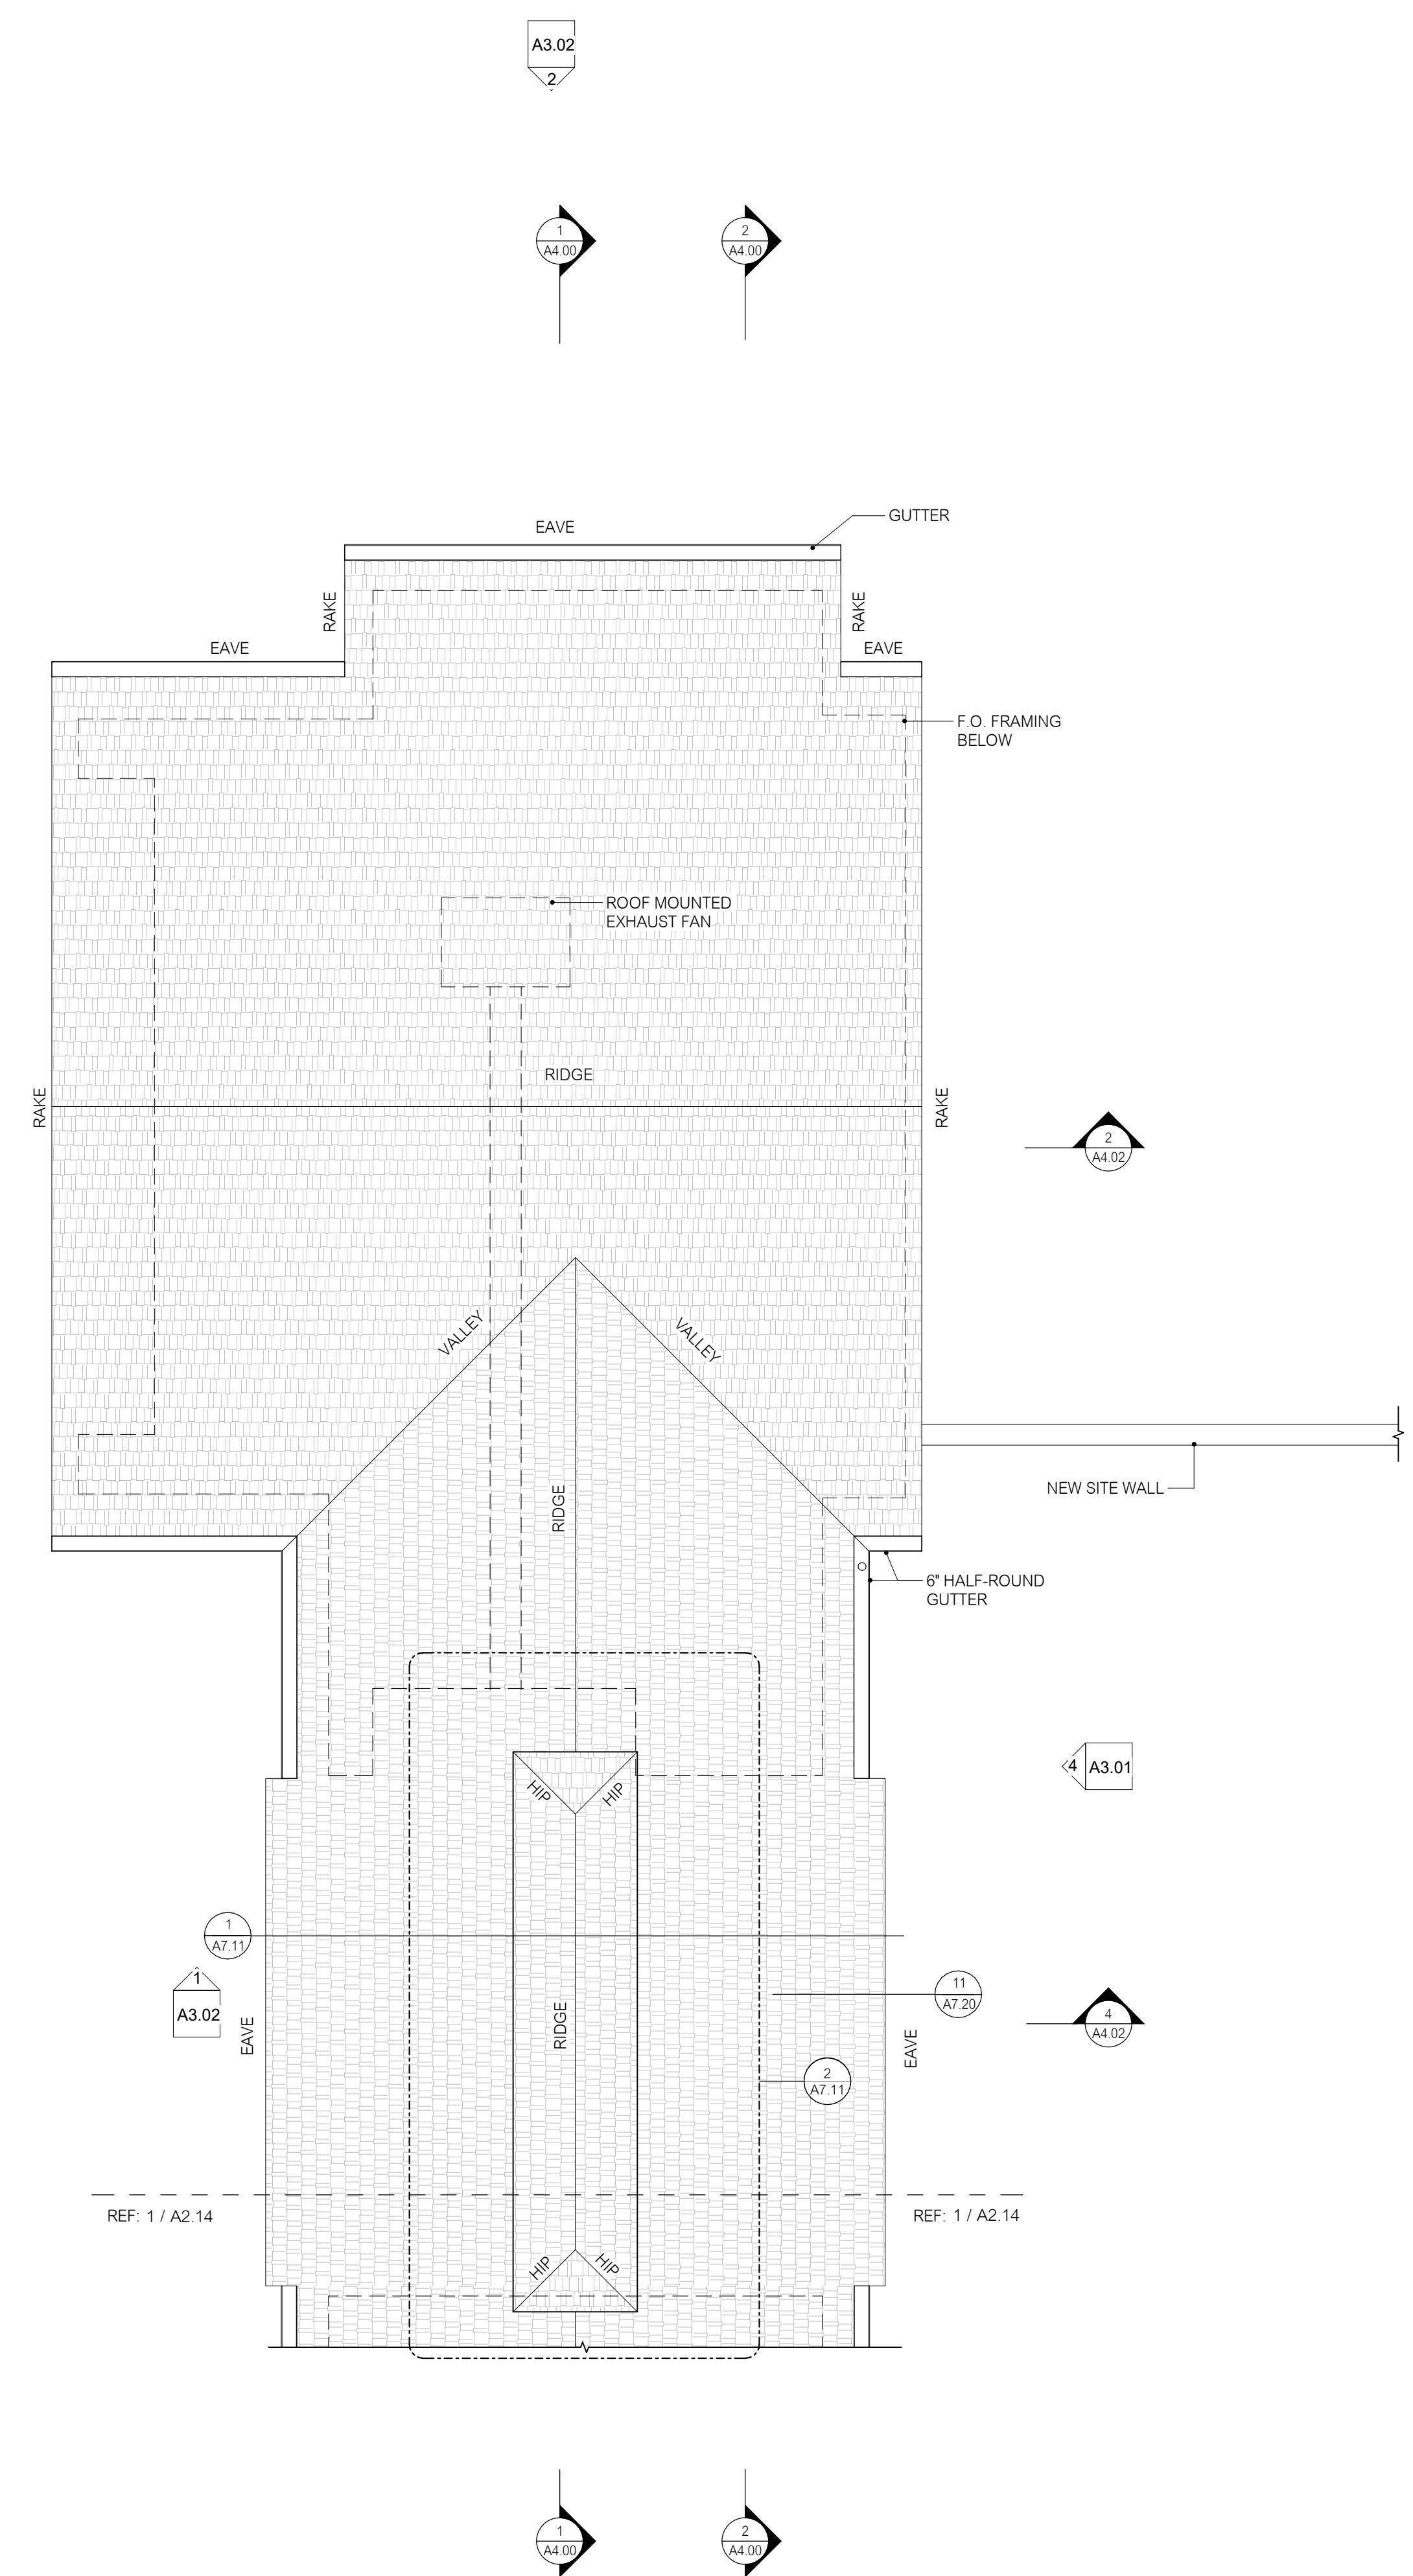 A3.02
2
1
A4.00
2
A4.00
GUTTER
EAVE
RAKE
RAKE
EAVE
EAVE
F.O. FRAMING
BELOW
ROOF MOUNTED
EXHAUST FAN
RIDGE
RAKE
RAKE
2
A4.02
VALLEY
VALLEY
RIDGE
NEW SITE WALL
6" HALF-ROUND
GUTTER
4
A3.01
HIP
HIP
1
A7.11
1
A3.02
11
A7.20
RIDGE
EAVE
EAVE
4
A4.02
2
A7.11
REF: 1 / A2.14
REF: 1 / A2.14
HIP
HIP
1
A4.00
2
A4.00